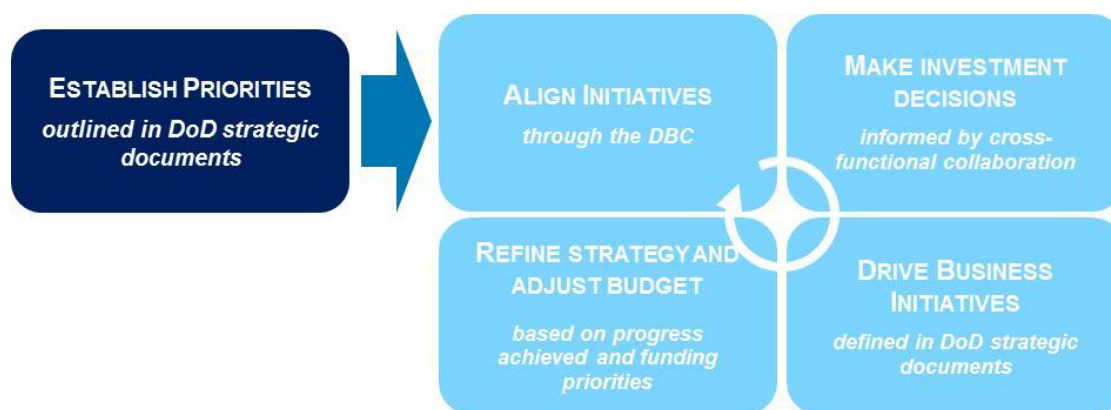 ESTABLISH PRIORITIES
outlined in DoD strategic
documents
ALIGN INITIATIVES
through the DBC
MAKE INVESTMENT
DECISIONS
informed by cross-
functional collaboration
REFINE STRATEGY AND
ADJUST BUDGET
based on progress
achieved and funding
priorities
DRIVE BUSINESS
INITIATIVES
defined in DoD strategic
documents